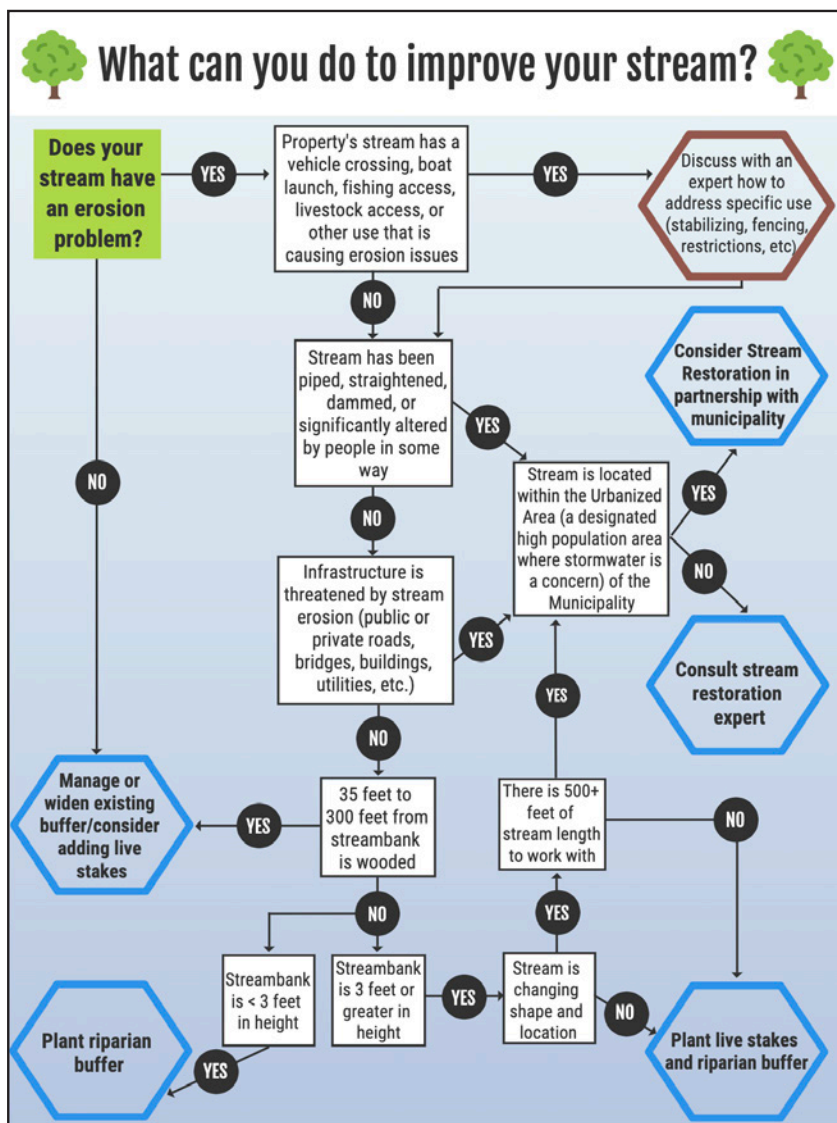 What can you do to improve your stream?
Does your
stream have
an erosion
problem?
YES
Property's stream has a
vehicle crossing, boat
launch, fishing access,
livestock access, or
other use that is
causing erosion issues
YES
Discuss with an
expert how to
address specific use
(stabilizing, fencing,
restrictions, etc)
NO
Stream has been
piped, straightened,
dammed, or
significantly altered
by people in some
way
YES
Consider Stream
Restoration in
partnership with
municipality
NO
Stream is located
within the Urbanized
Area (a designated
high population area
where stormwater is
a concern) of the
Municipality
YES
NO
NO
Infrastructure is
threatened by stream
erosion (public or
private roads,
bridges, buildings,
utilities, etc.)
YES
Consult stream
restoration
expert
NO
YES
Manage or
widen existing
buffer/consider
adding live
stakes
YES
35 feet to
300 feet from
streambank
is wooded
There is 500+
feet of
stream length
to work with
NO
NO
YES
Streambank
is < 3 feet
in height
Streambank
is 3 feet or
greater in
height
YES
Stream is
changing
shape and
location
NO
Plant riparian
buffer
YES
Plant live stakes
and riparian buffer